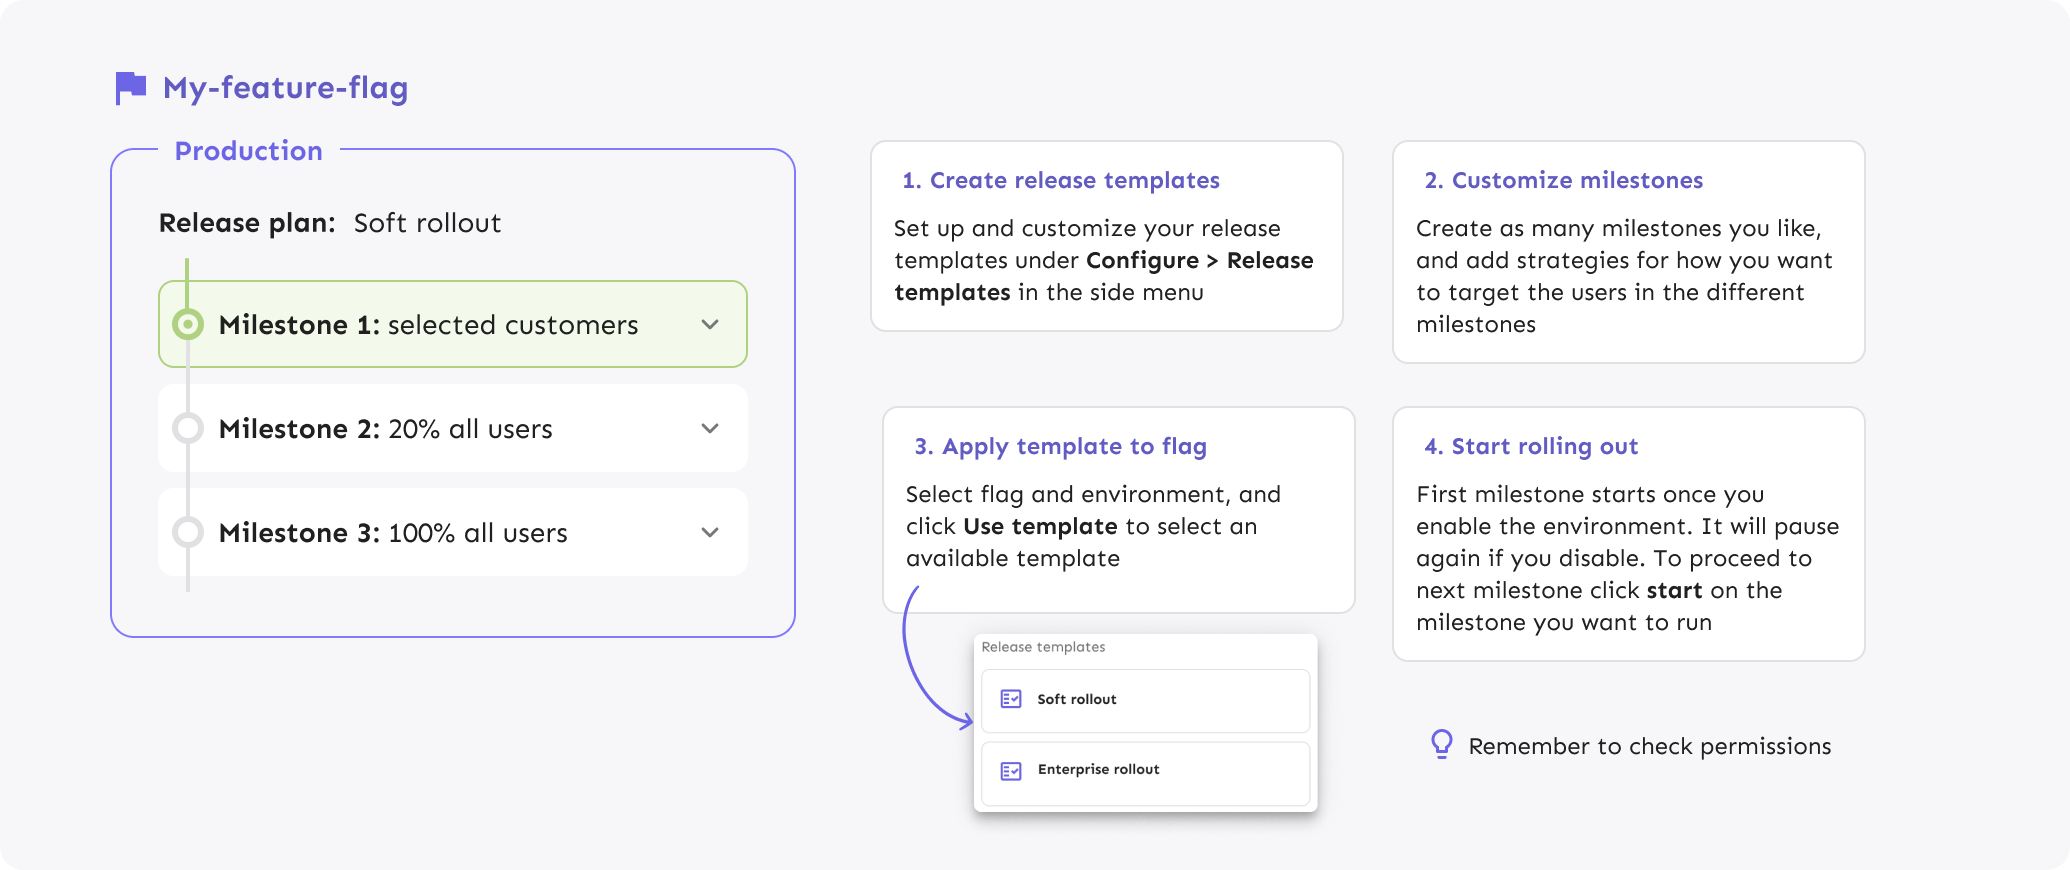 My-feature-flag
Production
Release plan: Soft rollout
Milestone 1: selected customers
Milestone 2: 20% all users
Milestone 3: 100% all users
1. Create release templates
Set up and customize your release
templates under Configure > Release
templates in the side menu
2. Customize milestones
Create as many milestones you like,
and add strategies for how you want
to target the users in the different
milestones
3. Apply template to flag
Select flag and environment, and
click Use template to select an
available template
Release templates
Soft rollout
Enterprise rollout
4. Start rolling out
First milestone starts once you
enable the environment. It will pause
again if you disable. To proceed to
next milestone click start on the
milestone you want to run
Remember to check permissions